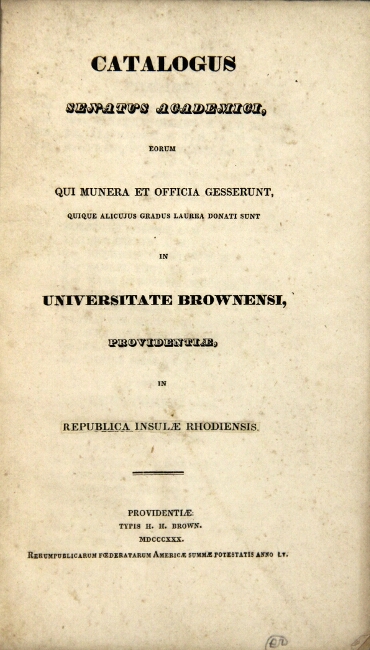 CATALOGUS
SENATUS ACADEMICI,
EORUM
QUI MUNERA ET OFFICIA GESSERUNT,
QUIQUE ALICUJUS GRADUS LAUREA DONATI SUNT
IN
UNIVERSITATE BROWNENSI,
PROVIDENTIÆ,
IN
REPUBLICA INSULÆ RHODIENSIS.
PROVIDENTIÆ:
TYPIS H. H. BROWN.
MDCCCXXX.
RERUMPUBLICARUM FŒDERATARUM AMERICÆ SUMMÆ POTESTATIS ANNO LV.